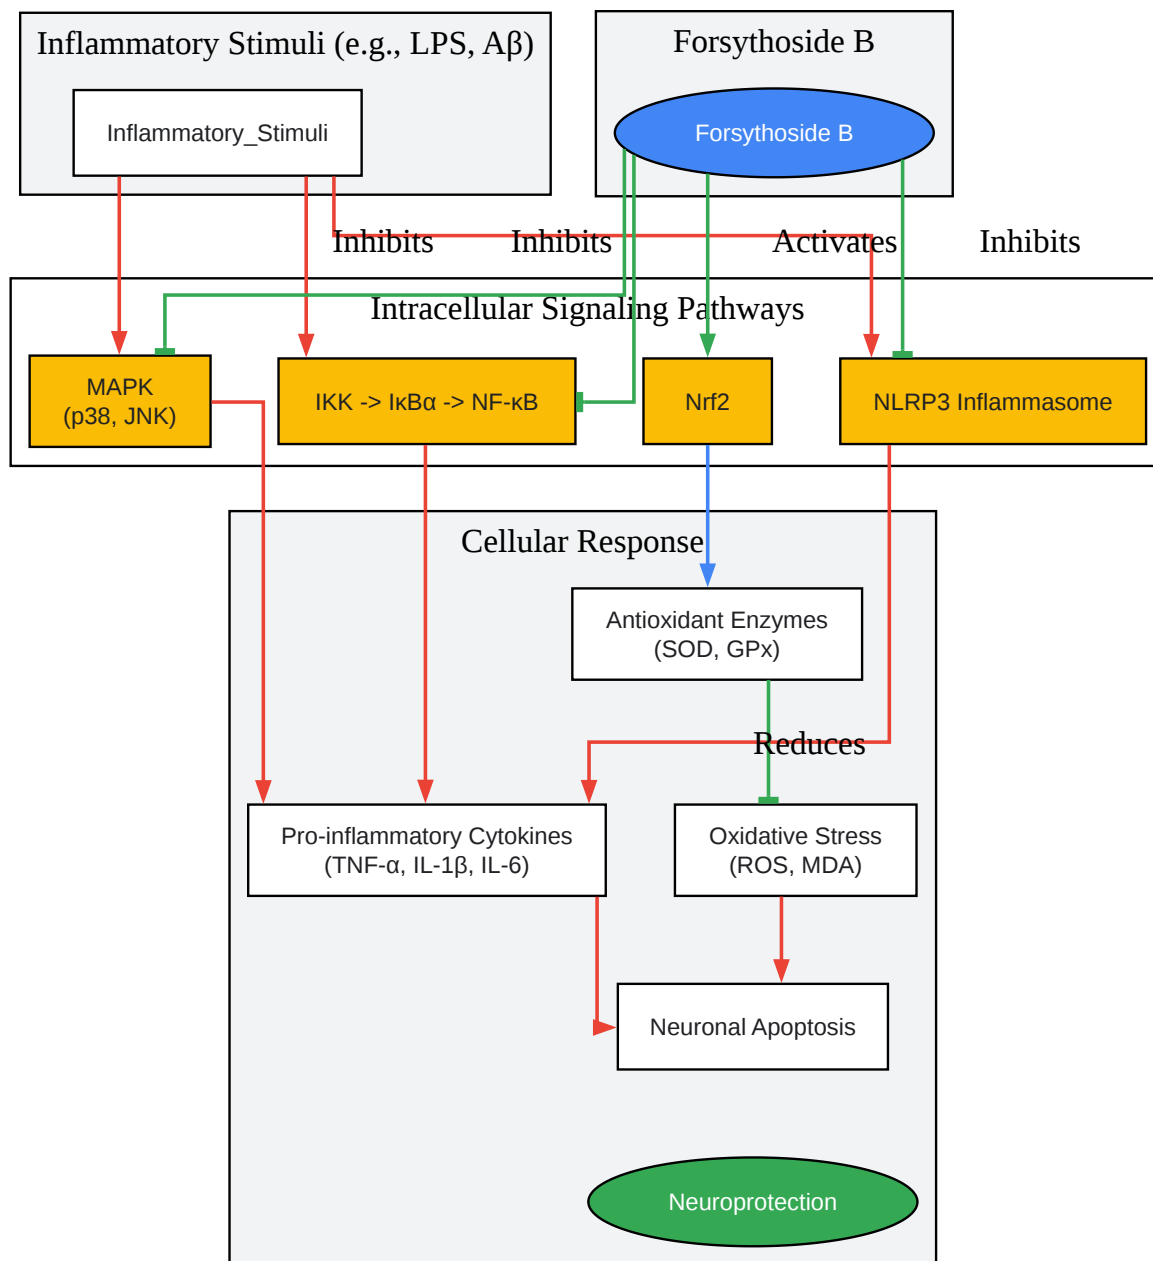 Inflammatory Stimuli (e.g., LPS, Aβ)
Forsythoside B
Inflammatory_Stimuli
Forsythoside B
Inhibits
Inhibits
Activates
Inhibits
Intracellular Signaling Pathways
MAPK
(p38, JNK)
IKK -> IκBα -> NF-κB
Nrf2
NLRP3 Inflammasome
Cellular Response
Antioxidant Enzymes
(SOD, GPx)
Reduces
Pro-inflammatory Cytokines
(TNF-α, IL-1β, IL-6)
Oxidative Stress
(ROS, MDA)
Neuronal Apoptosis
Neuroprotection